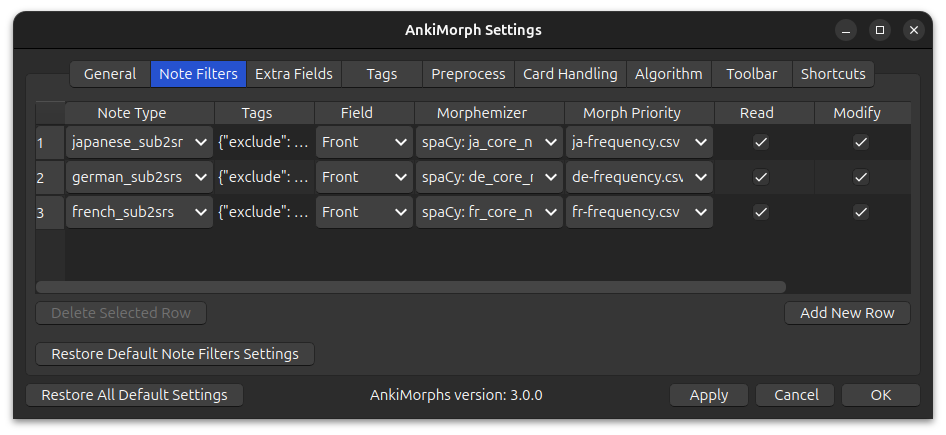 AnkiMorph Settings
General Note Filters Extra Fields Tags Preprocess Card Handling Algorithm Toolbar Shortcuts
Note Type Tags Field Morphemizer Morph Priority Read Modify
1 japanese_sub2sr {"exclude": ... Front spaCy: ja_core_n ja-frequency.csv
2 german_sub2srs {"exclude": ... Front spaCy: de_core_r de-frequency.csv
3 french_sub2srs {"exclude": ... Front spaCy: fr_core_n fr-frequency.csv
Delete Selected Row Add New Row
Restore Default Note Filters Settings
Restore All Default Settings AnkiMorphs version: 3.0.0 Apply Cancel OK